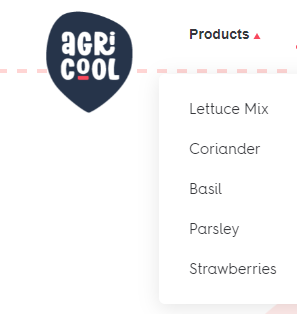 AGRi
COOL
Products
Lettuce Mix
Coriander
Basil
Parsley
Strawberries